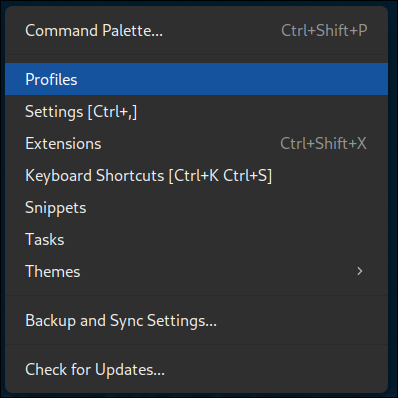 Command Palette... Ctrl+Shift+P
Profiles
Settings [Ctrl+,]
Extensions Ctrl+Shift+X
Keyboard Shortcuts [Ctrl+K Ctrl+S]
Snippets
Tasks
Themes
Backup and Sync Settings...
Check for Updates...